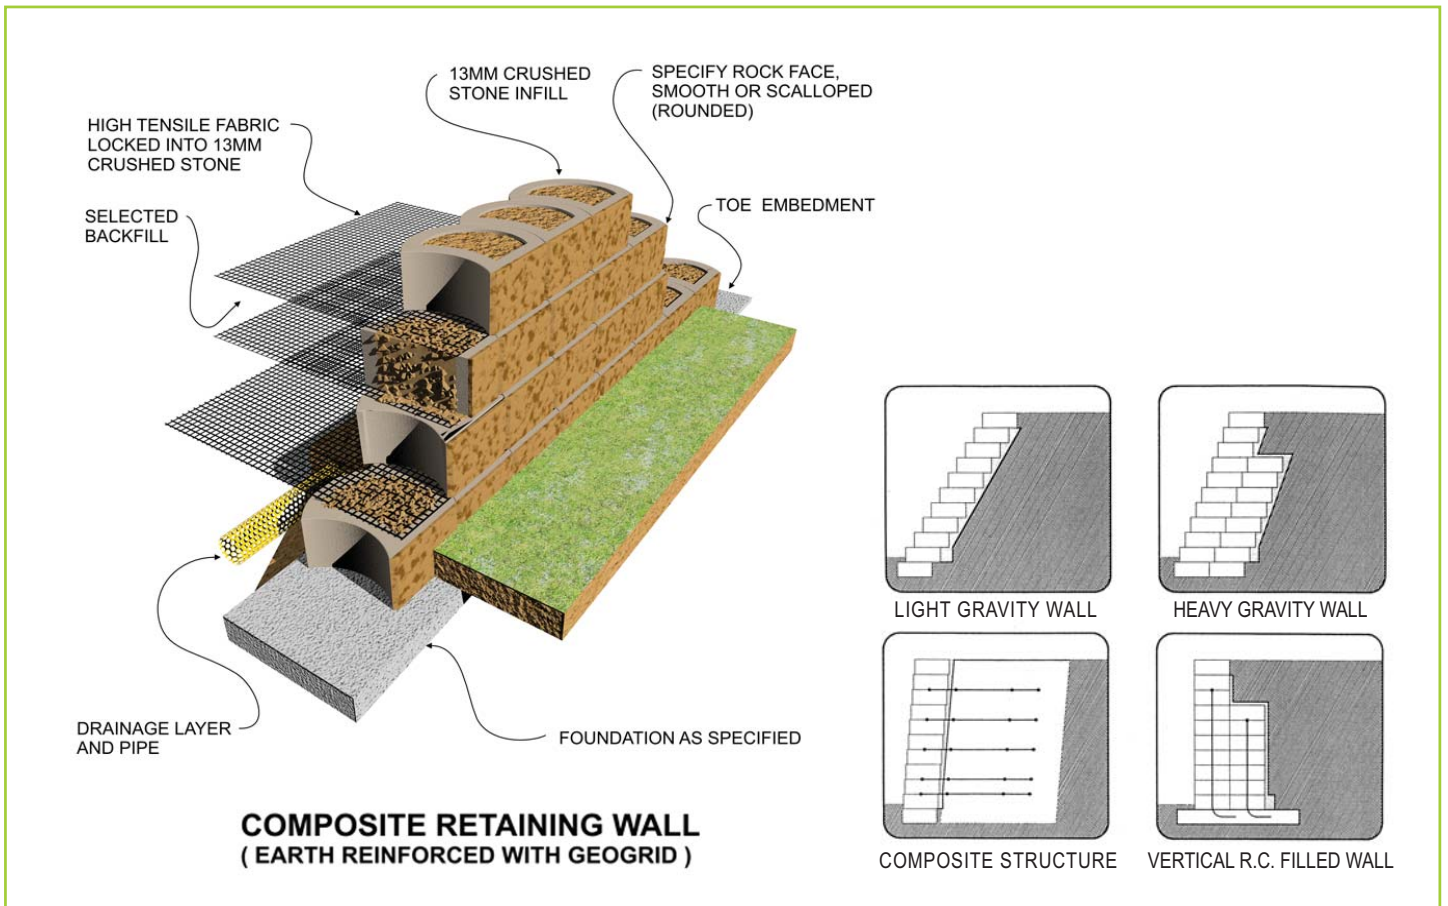 13MM CRUSHED
STONE INFILL
SPECIFY ROCK FACE,
SMOOTH OR SCALLOPED
(ROUNDED)
HIGH TENSILE FABRIC
LOCKED INTO 13MM
CRUSHED STONE
SELECTED
BACKFILL
TOE EMBEDMENT
DRAINAGE LAYER
AND PIPE
FOUNDATION AS SPECIFIED
COMPOSITE RETAINING WALL
( EARTH REINFORCED WITH GEOGRID )
LIGHT GRAVITY WALL
HEAVY GRAVITY WALL
COMPOSITE STRUCTURE
VERTICAL R.C. FILLED WALL